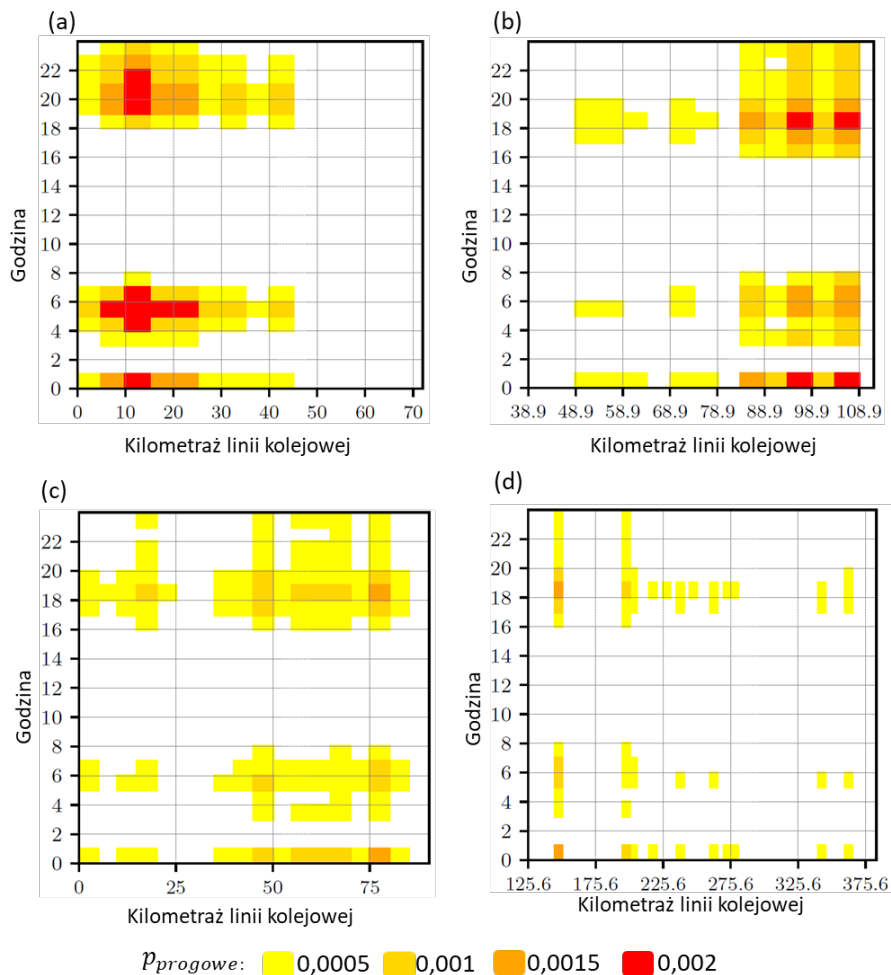 (a)
22
20
18
16
14
12
10
8
6
4
2
0
Godzina
0 10 20 30 40 50 60 70
Kilometraż linii kolejowej
(b)
22
20
18
16
14
12
10
8
6
4
2
0
Godzina
38.9 48.9 58.9 68.9 78.9 88.9 98.9 108.9
Kilometraż linii kolejowej
(c)
22
20
18
16
14
12
10
8
6
4
2
0
Godzina
0 25 50 75
Kilometraż linii kolejowej
(d)
22
20
18
16
14
12
10
8
6
4
2
0
Godzina
125.6 175.6 225.6 275.6 325.6 375.6
Kilometraż linii kolejowej
p progowe: 0,0005 0,001 0,0015 0,002